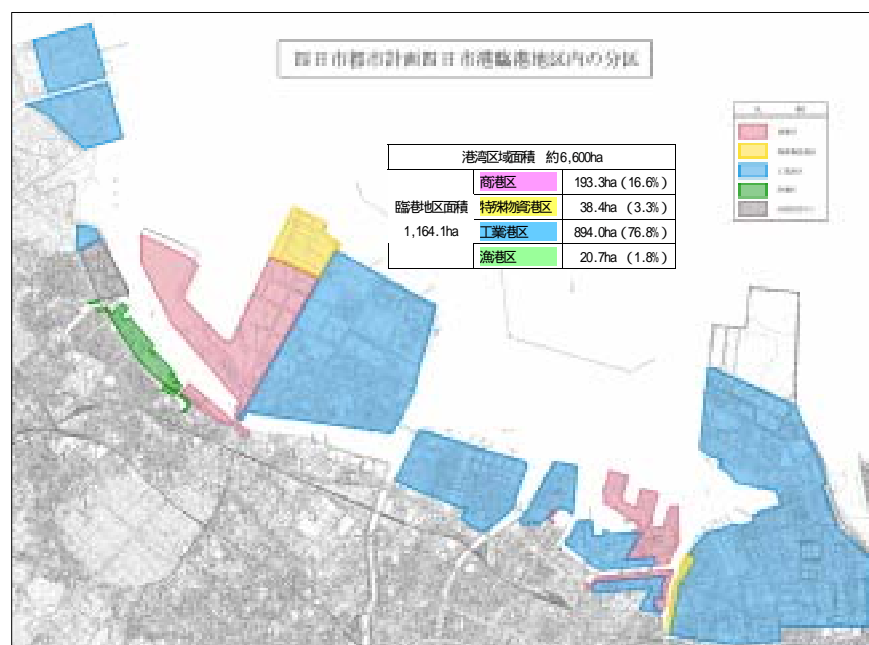 四日市都市計画四日市港臨港地区内の分区
港湾区域面積 約6,600ha
臨港地区面積
1,164.1ha
商港区 193.3ha (16.6%)
特殊物資港区 38.4ha (3.3%)
工業港区 894.0ha (76.8%)
漁港区 20.7ha (1.8%)